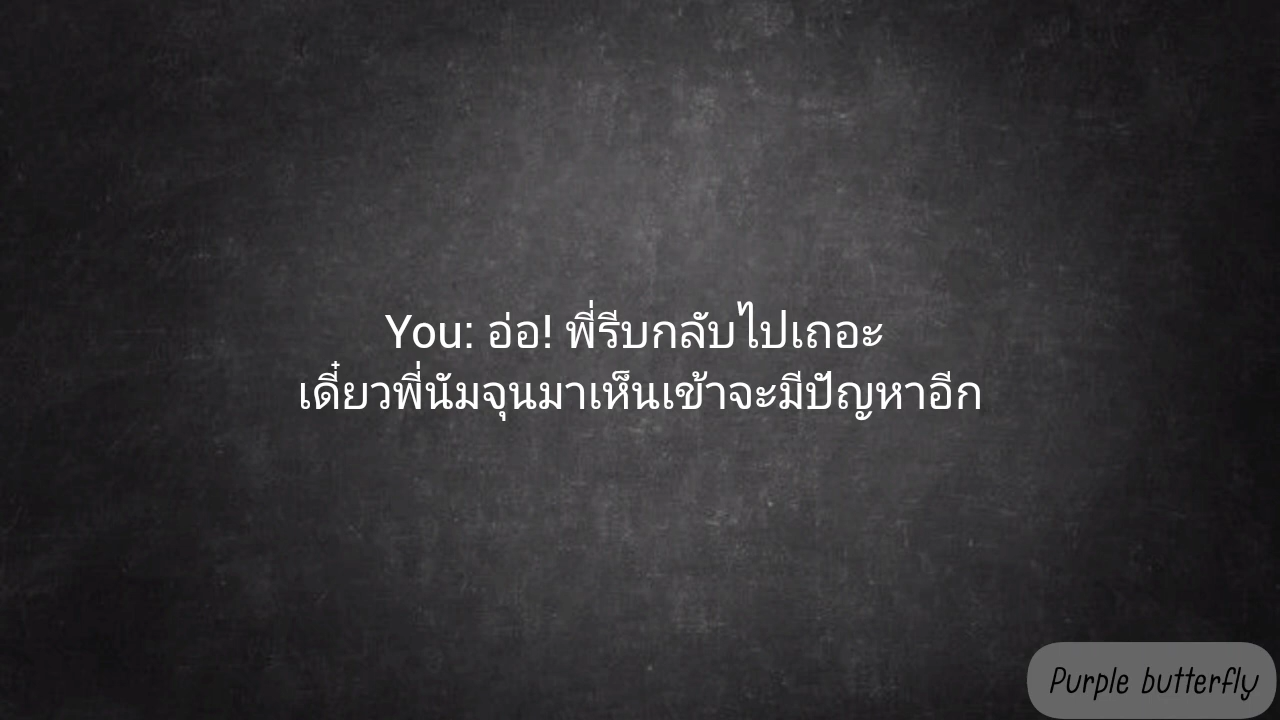 You: อ่อ! พี่รีบกลับไปเถอะ
เดี๋ยวพี่นัมจุนมาเห็นเข้าจะมีปัญหาอีก
Purple butterfly